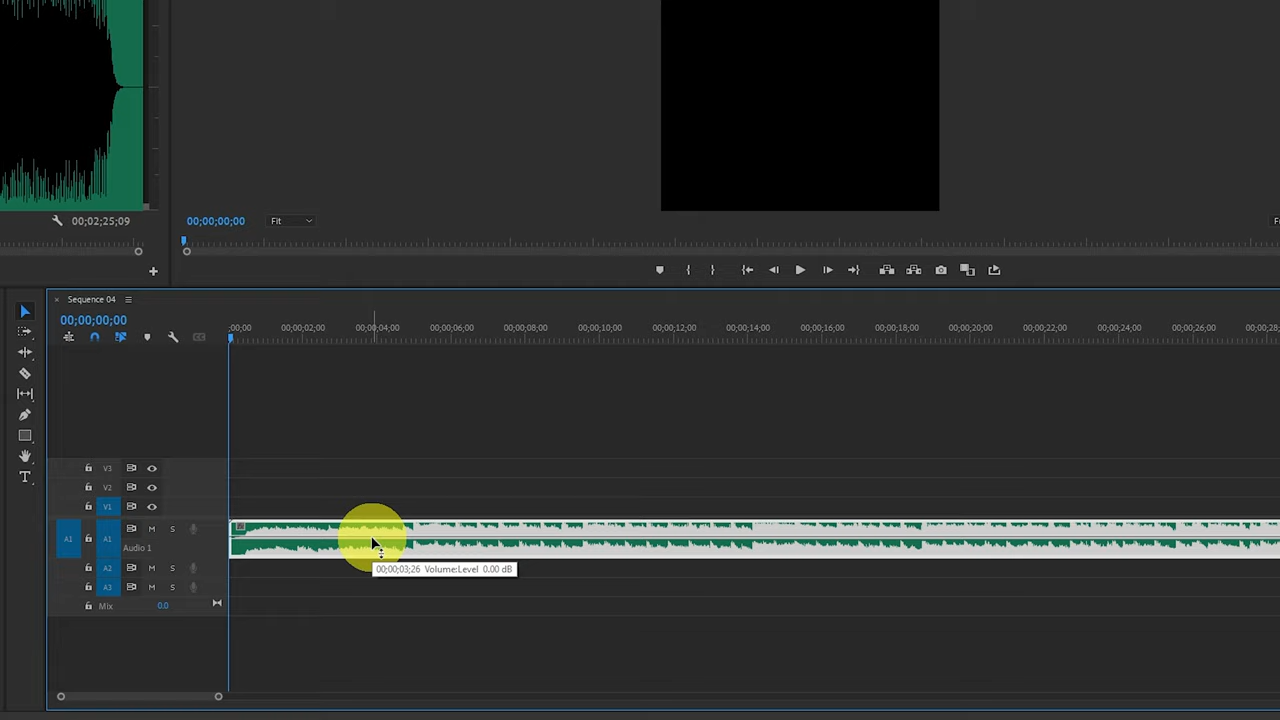 00;02;25;09
00;00;00;00
Fit
Sequence 04
00;00;00;00
;00;00
00;00;02;00
00;00;04;00
00;00;06;00
00;00;08;00
00;00;10;00
00;00;12;00
00;00;14;00
00;00;16;00
00;00;18;00
00;00;20;00
00;00;22;00
00;00;24;00
00;00;26;00
00;00;28;
V3
V2
V1
A1
A1
M
S
Audio 1
00;00;03;26 Volume:Level 0.00 dB
A2
M
S
A3
M
S
Mix
0.0